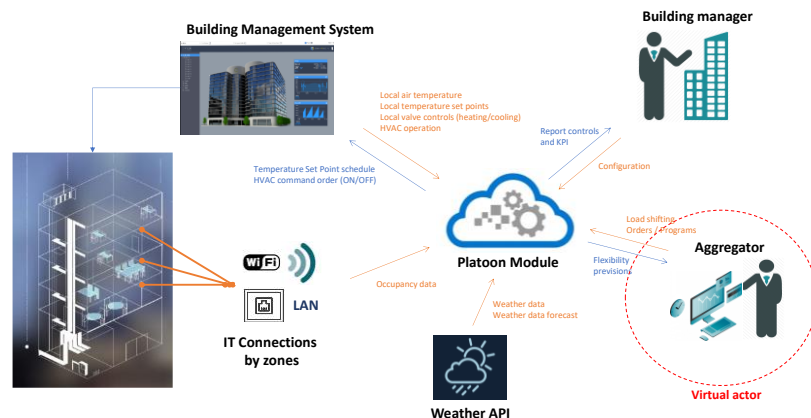 Building Management System
Building manager
Local air temperature
Local temperature set points
Local valve controls (heating/cooling)
HVAC operation
Report controls
and KPI
Temperature Set Point schedule
HVAC command order (ON/OFF)
Configuration
Load shifting
Orders / Programs
Aggregator
Platoon Module
Flexibility
previsions
WiFi
LAN
Occupancy data
Weather data
Weather data forecast
IT Connections
by zones
Virtual actor
Weather API